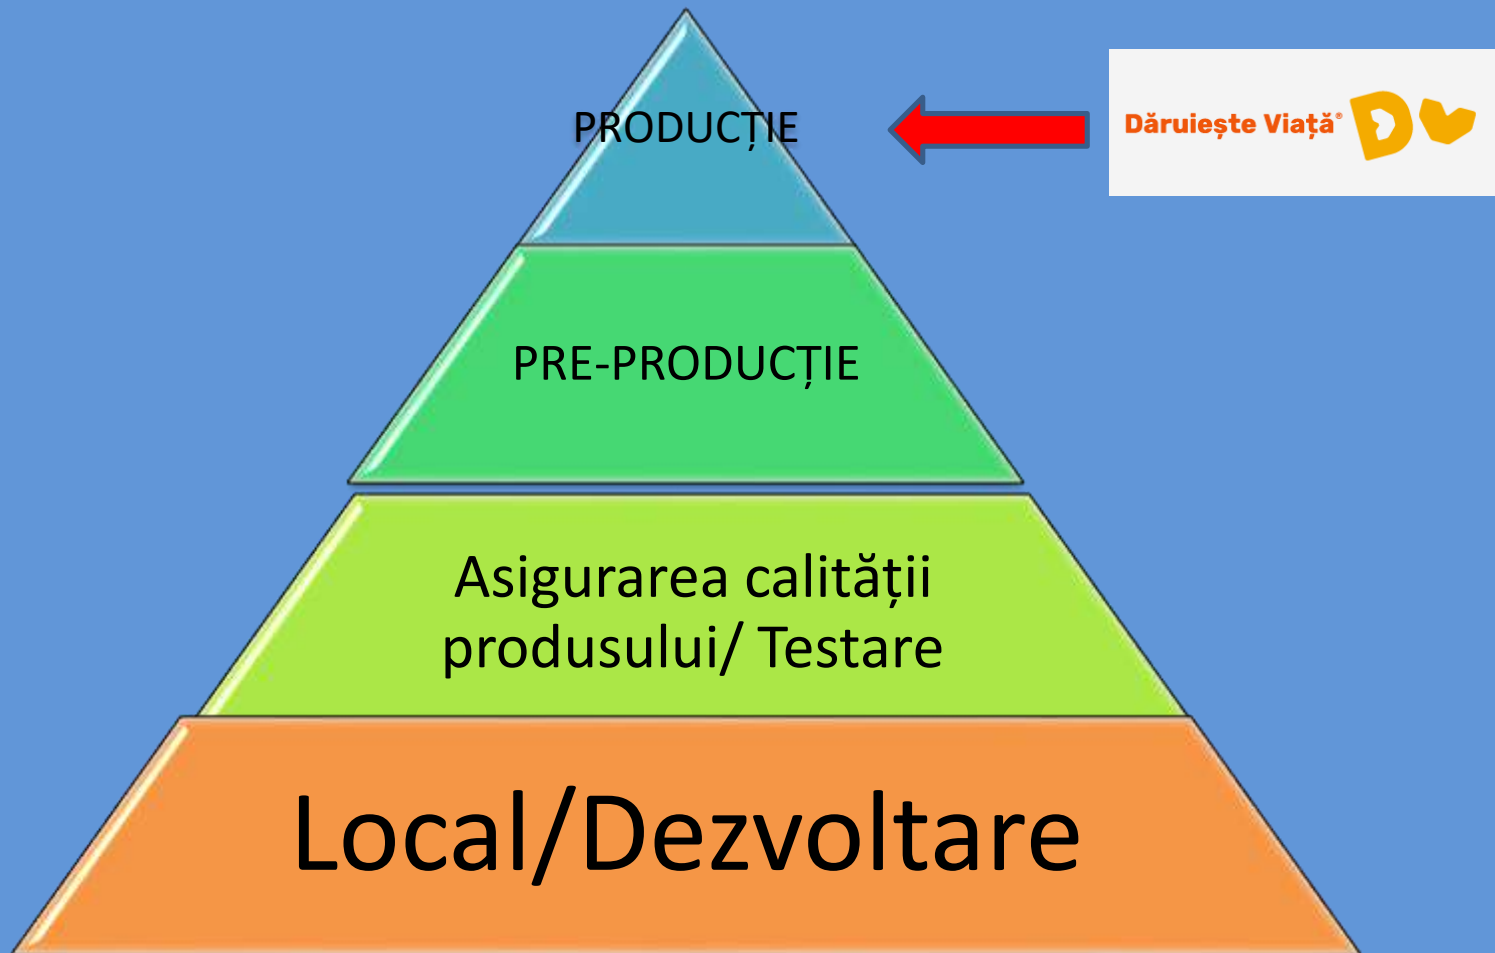 PRODUCȚIE
Dăruiește Viață®
PRE-PRODUCȚIE
Asigurarea calității
produsului/ Testare
Local/Dezvoltare